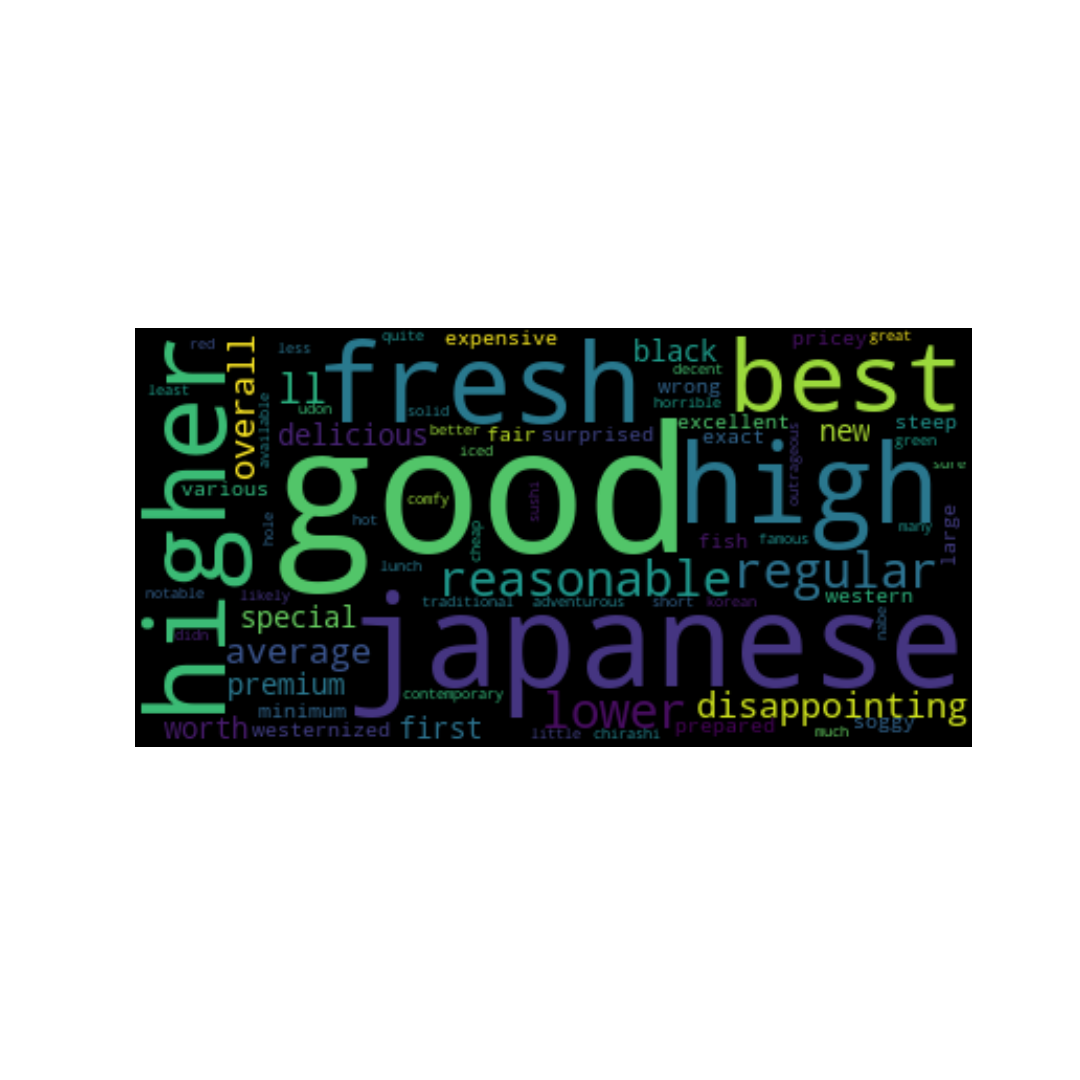 red
quite
expensive
pricey
great
less
black
decent
least
higher
overall
ll
fresh
best
wrong
udon
solid
horrible
available
delicious
better
fair
surprised
excellent
exact
new
steep
green
iced
outrageous
good
high
sure
various
comfy
sushi
hot
cheap
hole
fish
famous
many
large
lunch
reasonable
regular
notable
likely
traditional
adventurous
short
korean
western
special
japanese
nabe
didn
average
premium
contemporary
lower
disappointing
minimum
worth
westernized
first
little
chirashi
prepared
much
soggy